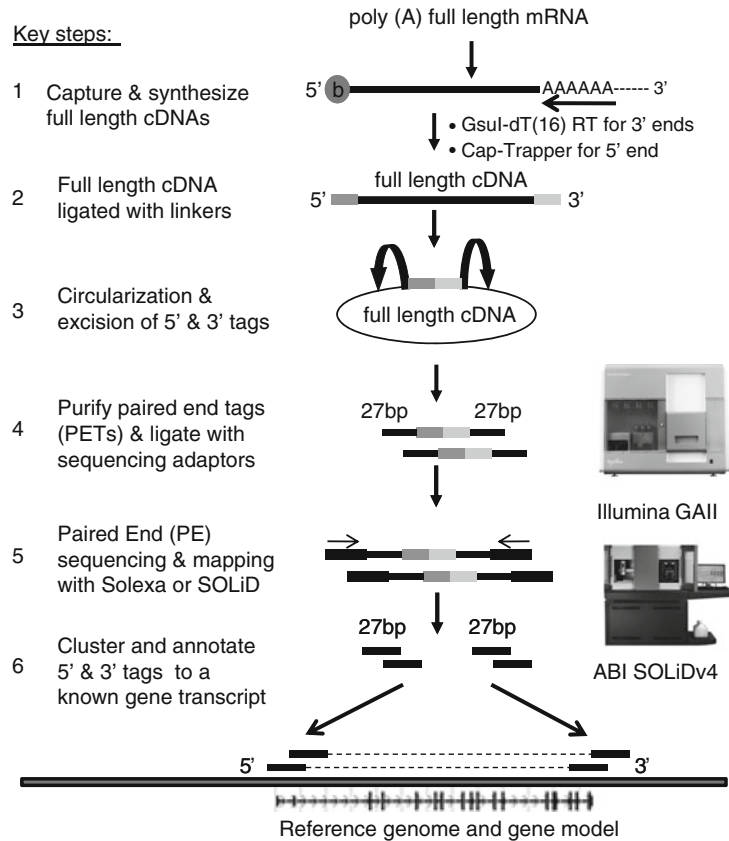 Key steps:
poly (A) full length mRNA
1 Capture & synthesize
full length cDNAs
5' b AAAAAA------ 3'
• GsuI-dT(16) RT for 3' ends
• Cap-Trapper for 5' end
2 Full length cDNA
ligated with linkers
full length cDNA
5' 3'
3 Circularization &
excision of 5' & 3' tags
full length cDNA
4 Purify paired end tags
(PETs) & ligate with
sequencing adaptors
27bp 27bp
Illumina GAII
5 Paired End (PE)
sequencing & mapping
with Solexa or SOLiD
6 Cluster and annotate
5' & 3' tags to a
known gene transcript
27bp 27bp
ABI SOLiDv4
5' 3'
Reference genome and gene model